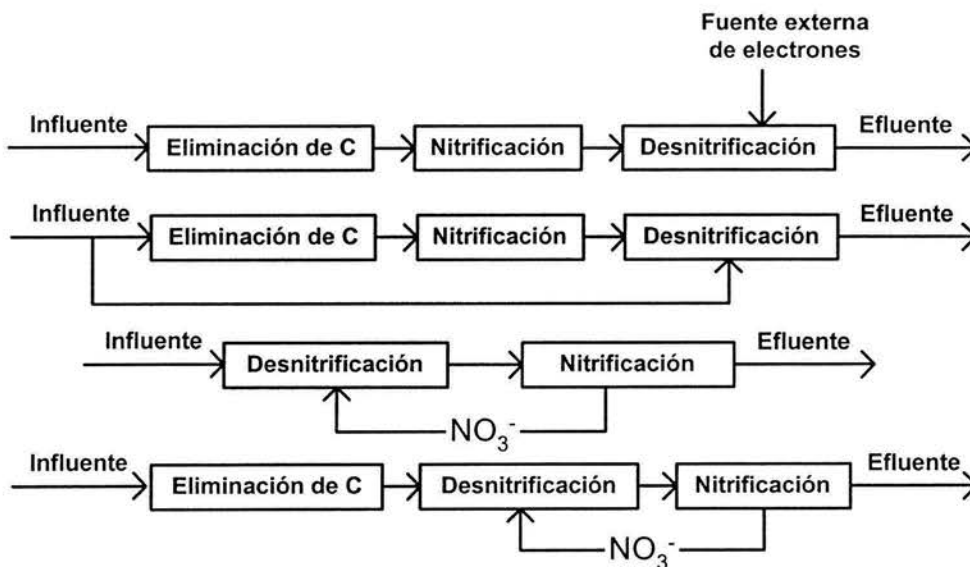 Fuente externa
de electrones
Influente
Eliminación de C
Nitrificación
Desnitrificación
Efluente
Influente
Eliminación de C
Nitrificación
Desnitrificación
Efluente
Influente
Desnitrificación
Nitrificación
Efluente
NO₃⁻
Influente
Eliminación de C
Desnitrificación
Nitrificación
Efluente
NO₃⁻